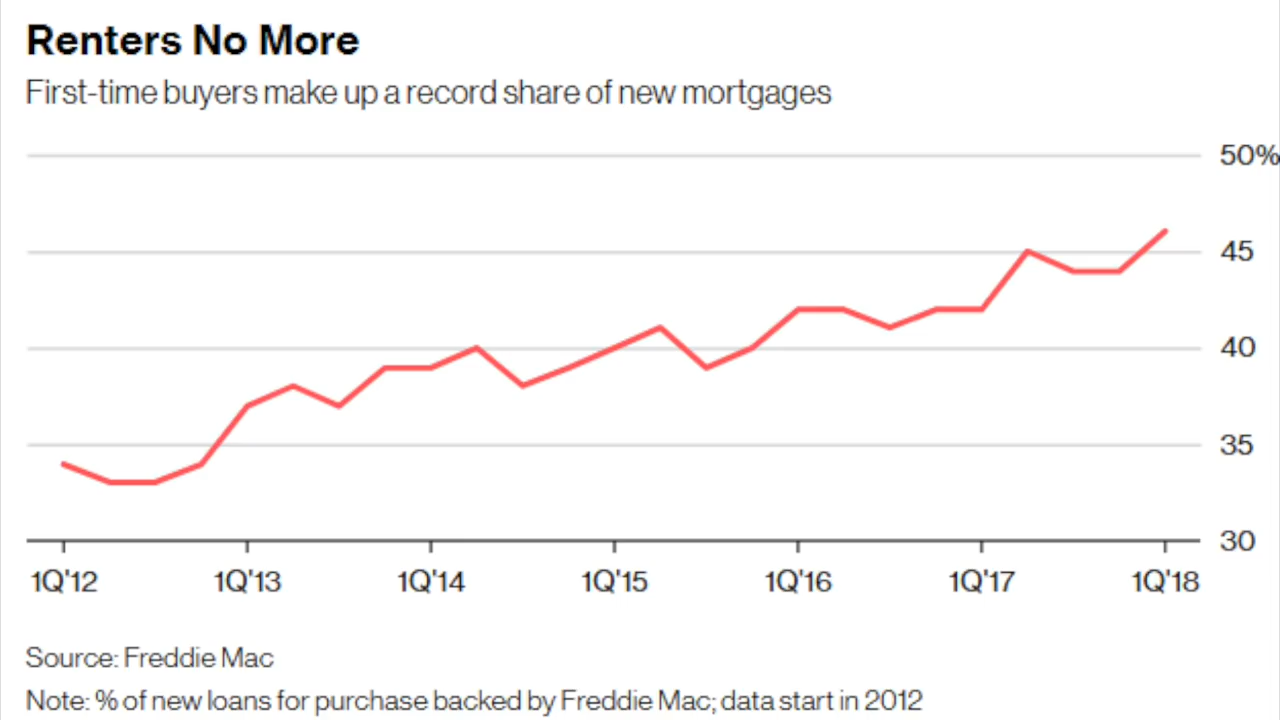 Renters No More
First-time buyers make up a record share of new mortgages
50%
45
40
35
30
1Q'12 1Q'13 1Q'14 1Q'15 1Q'16 1Q'17 1Q'18
Source: Freddie Mac
Note: % of new loans for purchase backed by Freddie Mac; data start in 2012